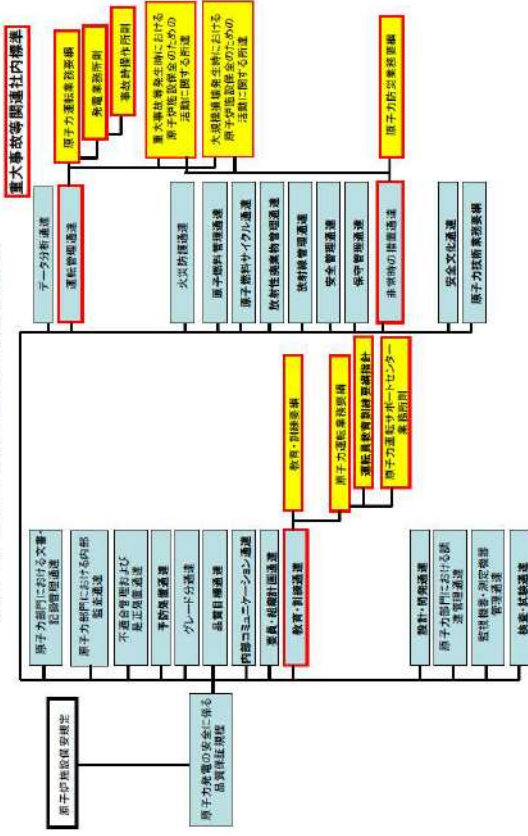 重大事故等関連社内標準
原子炉施設保安規定
原子力発電の安全に係る
品質保証規程
原子力部門における文書・
記録管理通達
原子力部門における内部
監査通達
不適合管理および
是正処置通達
予防処置通達
グレード分通達
品質目標通達
内部コミュニケーション通達
要員・組織計画通達
教育・訓練通達
教育・訓練要綱
原子力運転業務要綱
運転員教育訓練要綱指針
原子力運転サポートセンター
業務所則
設計・開発通達
原子力部門における調
達管理通達
監視機器・測定機器
管理通達
検査・試験通達
データ分析通達
運転管理通達
原子力運転業務要綱
発電業務所則
事故時操作所則
重大事故等発生時における
原子炉施設保全のための
活動に関する所達
大規模損壊発生時における
原子炉施設保全のための
活動に関する所達
火災防護通達
原子燃料管理通達
原子燃料サイクル通達
放射性廃棄物管理通達
放射線管理通達
安全管理通達
保守管理通達
非常時の措置通達
原子力防災業務要綱
安全文化通達
原子力技術業務要綱